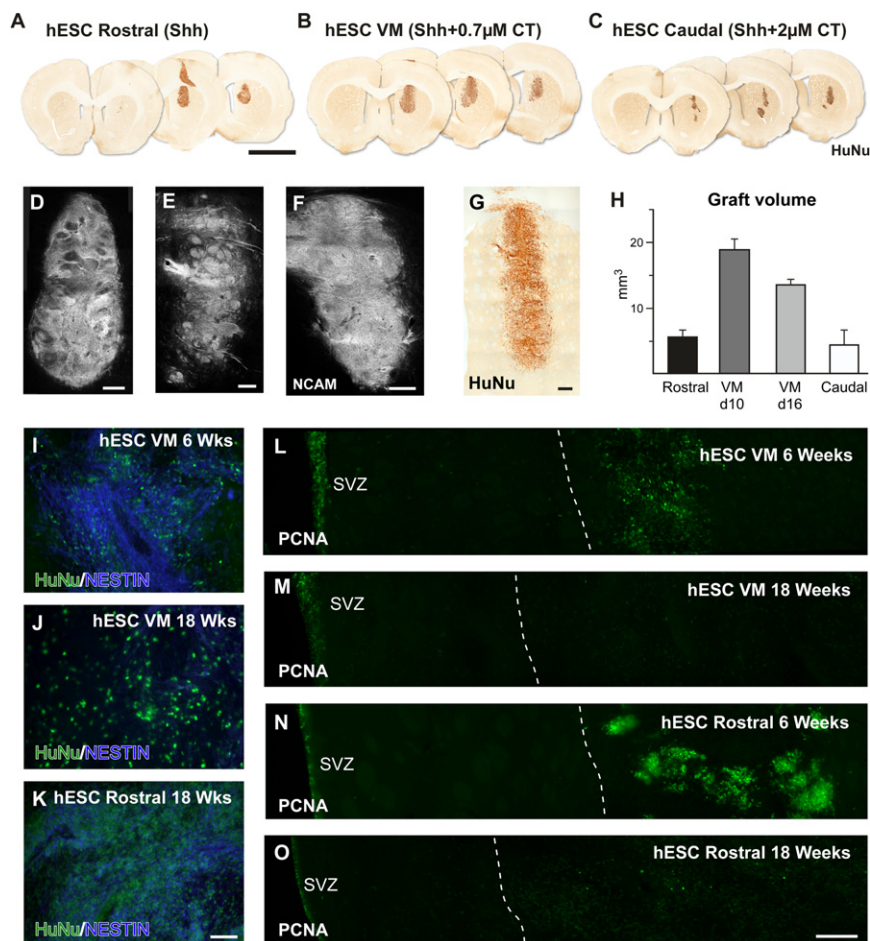 A
hESC Rostral (Shh)
B
hESC VM (Shh+0.7μM CT)
C
hESC Caudal (Shh+2μM CT)
HuNu
D
E
F
NCAM
G
HuNu
H
Graft volume
mm³
20
10
Rostral
VM
d10
VM
d16
Caudal
I
hESC VM 6 Wks
HuNu/NESTIN
J
hESC VM 18 Wks
HuNu/NESTIN
K
hESC Rostral 18 Wks
HuNu/NESTIN
L
hESC VM 6 Weeks
SVZ
PCNA
M
hESC VM 18 Weeks
SVZ
PCNA
N
hESC Rostral 6 Weeks
SVZ
PCNA
O
hESC Rostral 18 Weeks
SVZ
PCNA